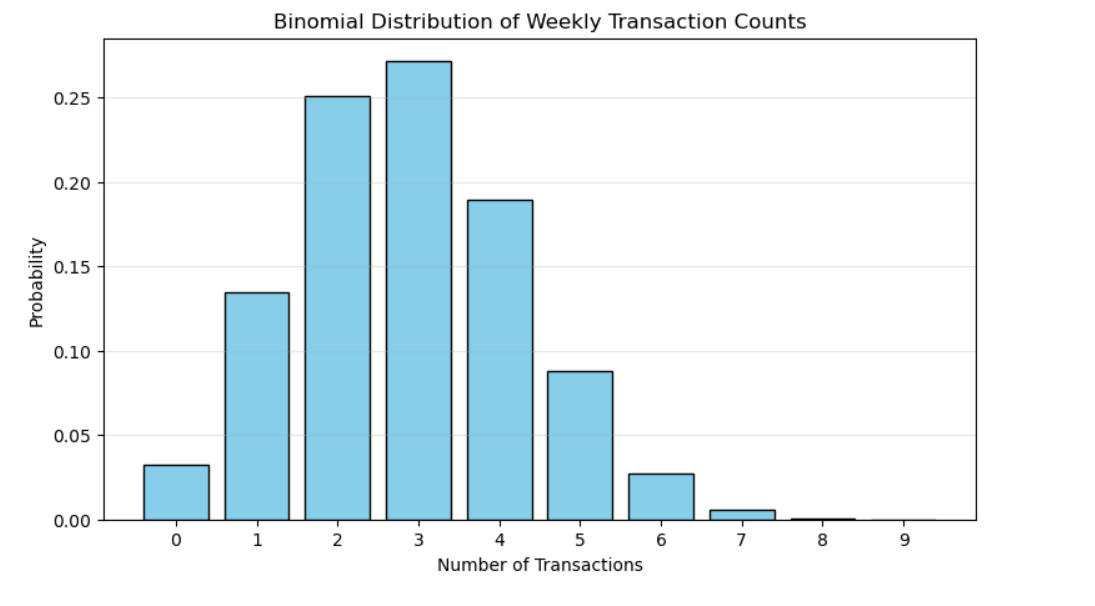 Binomial Distribution of Weekly Transaction Counts
0.25
0.20
0.15
0.10
0.05
0.00
Probability
0 1 2 3 4 5 6 7 8 9
Number of Transactions